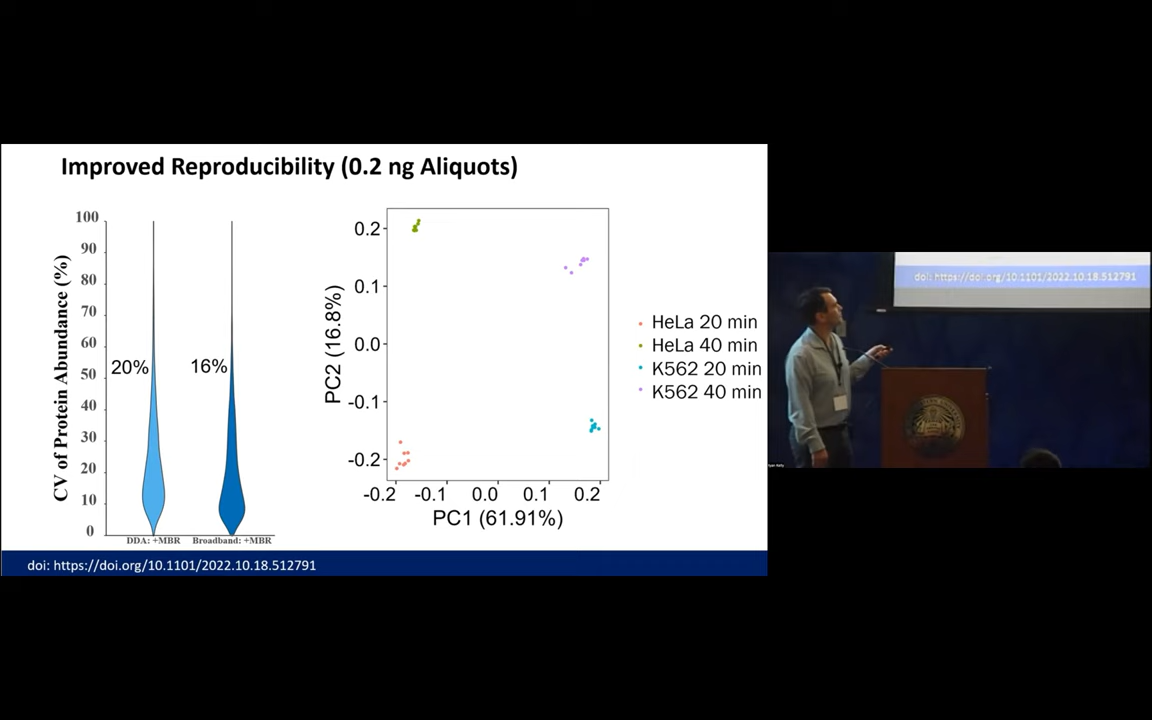 Improved Reproducibility (0.2 ng Aliquots)
CV of Protein Abundance (%)
100
90
80
70
60
50
40
30
20
10
0
20%
16%
DDA: +MBR
Broadband: +MBR
PC2 (16.8%)
0.2
0.1
0.0
-0.1
-0.2
-0.2
-0.1
0.0
0.1
0.2
PC1 (61.91%)
HeLa 20 min
HeLa 40 min
K562 20 min
K562 40 min
doi: https://doi.org/10.1101/2022.10.18.512791
doi: https://doi.org/10.1101/2022.10.18.512791
Ryan Kelly